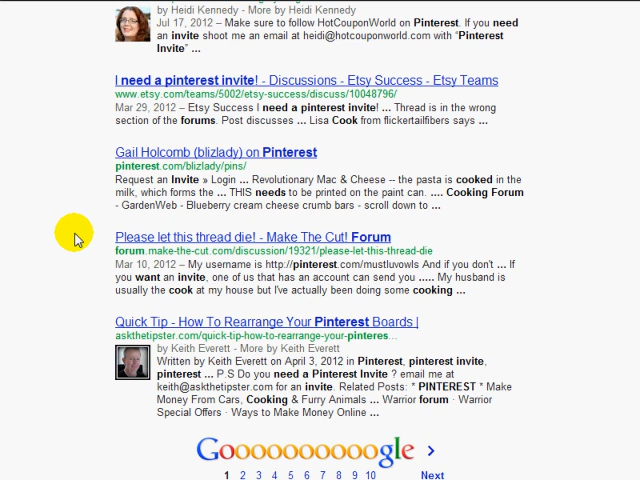 by Heidi Kennedy - More by Heidi Kennedy
Jul 17, 2012 – Make sure to follow HotCouponWorld on Pinterest. If you need
an invite shoot me an email at heidi@hotcouponworld.com with “Pinterest
Invite” ...
I need a pinterest invite! - Discussions - Etsy Success - Etsy Teams
www.etsy.com/teams/5002/etsy-success/discuss/10048796/
Mar 29, 2012 – Etsy Success I need a pinterest invite! ... Thread is in the wrong
section of the forums. Post discusses ... Lisa Cook from flickertailfibers says ...
Gail Holcomb (blizlady) on Pinterest
pinterest.com/blizlady/pins/
Request an Invite » Login ... Revolutionary Mac & Cheese -- the pasta is cooked in the
milk, which forms the ... THIS needs to be printed on the paint can. .... Cooking Forum
- GardenWeb - Blueberry cream cheese crumb bars - scroll down to ...
Please let this thread die! - Make The Cut! Forum
forum.make-the-cut.com/discussion/19321/please-let-this-thread-die
Mar 10, 2012 – My username is http://pinterest.com/mustluvowls And if you don't ... If
you want an invite, one of us that has an account can send you ..... My husband is
usually the cook at my house but I've actually been doing some cooking ...
Quick Tip - How To Rearrange Your Pinterest Boards |
askthetipster.com/quick-tip-how-to-rearrange-your-pinteres...
by Keith Everett - More by Keith Everett
Written by Keith Everett on April 3, 2012 in Pinterest, pinterest invite,
pinterest ... P.S Do you need a Pinterest Invite ? email me at
keith@askthetipster.com for an invite. Related Posts: * PINTEREST * Make
Money From Cars, Cooking & Furry Animals ... Warrior forum · Warrior
Special Offers · Ways to Make Money Online ...
Goooooooooogle >
1 2 3 4 5 6 7 8 9 10 Next